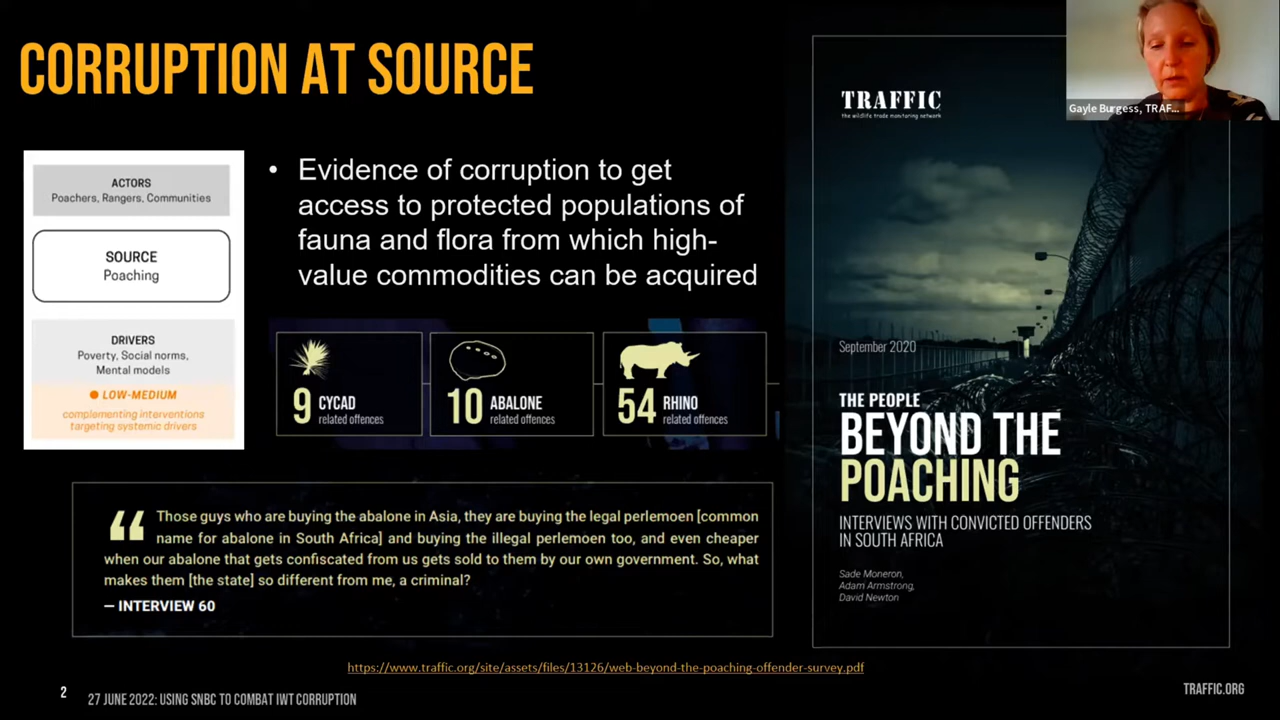 CORRUPTION AT SOURCE
ACTORS
Poachers, Rangers, Communities
SOURCE
Poaching
DRIVERS
Poverty, Social norms,
Mental models
LOW-MEDIUM
complementing interventions
targeting systemic drivers
• Evidence of corruption to get
access to protected populations of
fauna and flora from which high-
value commodities can be acquired
9 CYCAD
related offences
10 ABALONE
related offences
54 RHINO
related offences
“ Those guys who are buying the abalone in Asia, they are buying the legal perlemoen [common
name for abalone in South Africa] and buying the illegal perlemoen too, and even cheaper
when our abalone that gets confiscated from us gets sold to them by our own government. So, what
makes them [the state] so different from me, a criminal?
— INTERVIEW 60
TRAFFIC
the wildlife trade monitoring network
September 2020
THE PEOPLE
BEYOND THE
POACHING
INTERVIEWS WITH CONVICTED OFFENDERS
IN SOUTH AFRICA
Sade Moneron,
Adam Armstrong,
David Newton
Gayle Burgess, TRAF...
https://www.traffic.org/site/assets/files/13126/web-beyond-the-poaching-offender-survey.pdf
2
27 JUNE 2022: USING SNBC TO COMBAT IWT CORRUPTION
TRAFFIC.ORG